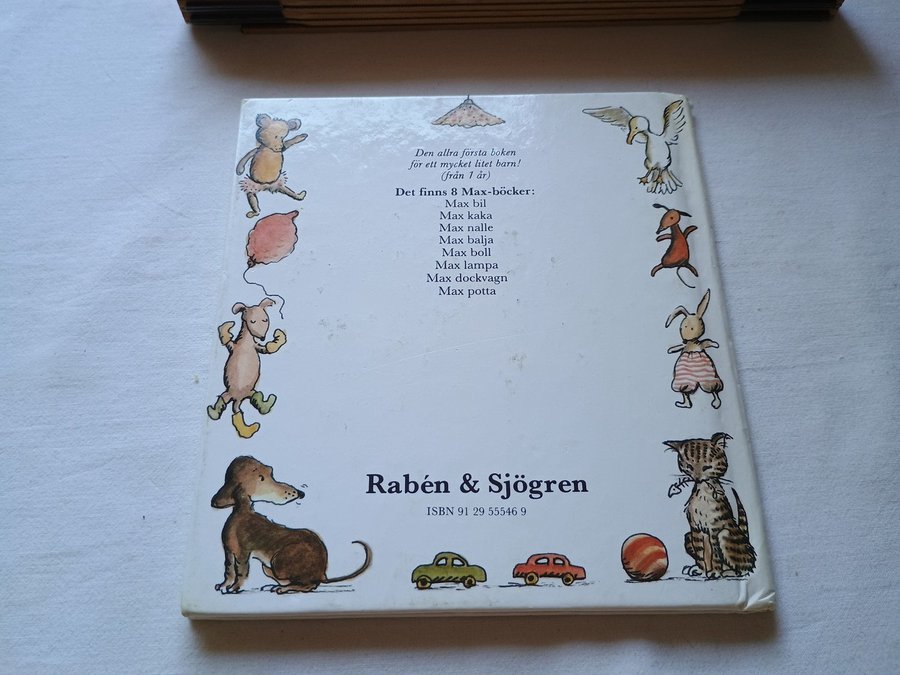 Den allra första boken
för ett mycket litet barn!
(från 1 år)
Det finns 8 Max-böcker:
Max bil
Max kaka
Max nalle
Max balja
Max boll
Max lampa
Max dockvagn
Max potta
Rabén & Sjögren
ISBN 91 29 55546 9